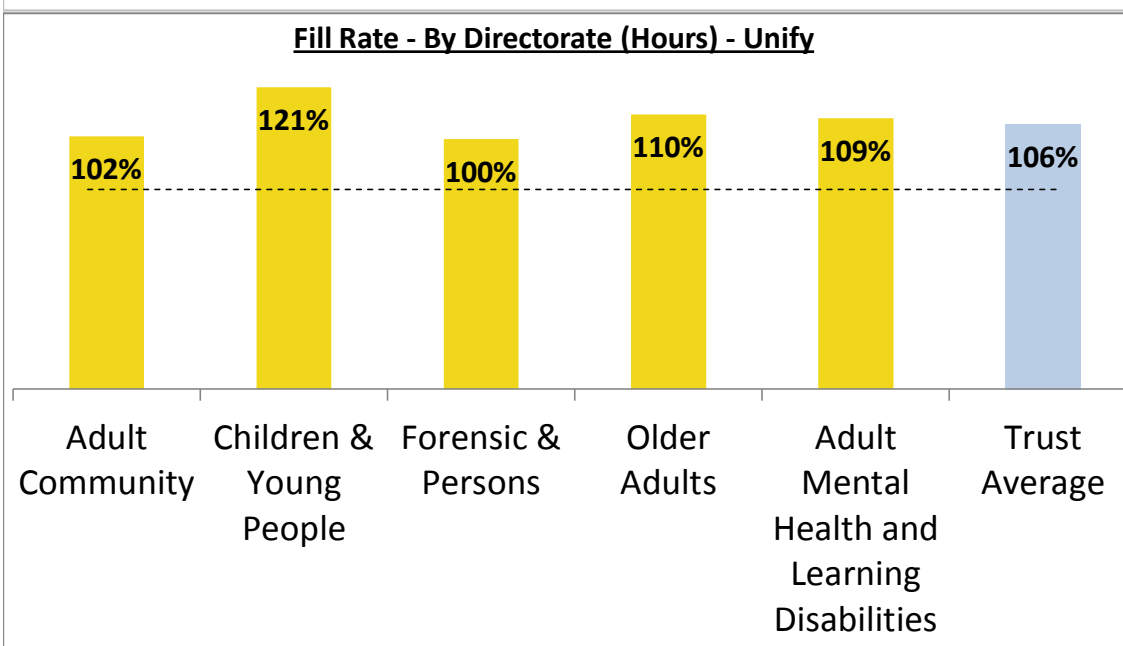 Fill Rate - By Directorate (Hours) - Unify
102%
121%
100%
110%
109%
106%
Adult
Community
Children &
Young
People
Forensic &
Persons
Older
Adults
Adult
Mental
Health and
Learning
Disabilities
Trust
Average